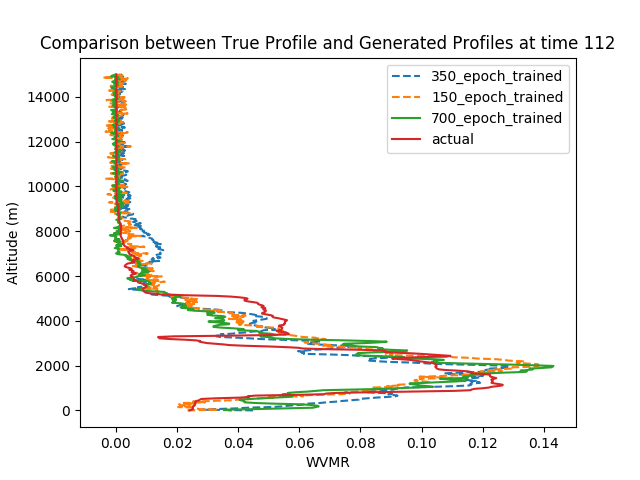 Comparison between True Profile and Generated Profiles at time 112
350_epoch_trained
150_epoch_trained
700_epoch_trained
actual
Altitude (m)
14000
12000
10000
8000
6000
4000
2000
0
0.00 0.02 0.04 0.06 0.08 0.10 0.12 0.14
WVMR